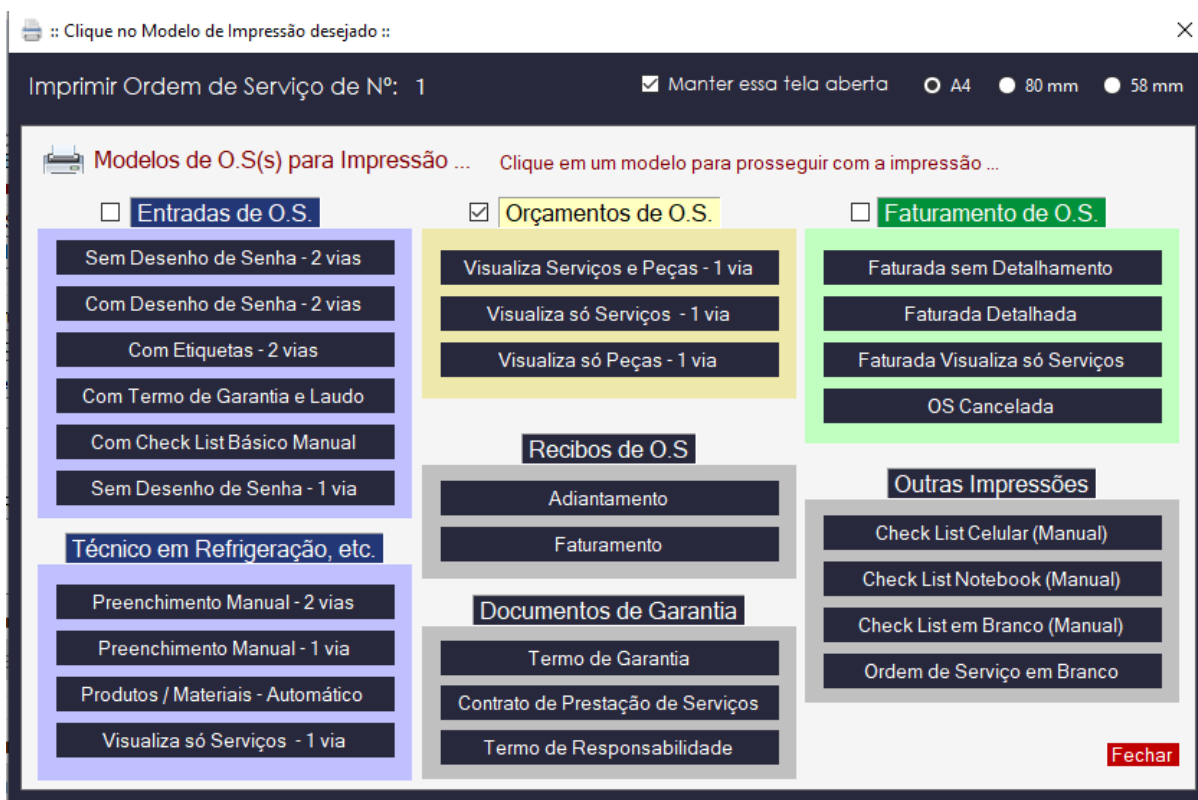 :: Clique no Modelo de Impressão desejado ::
Imprimir Ordem de Serviço de Nº: 1
Manter essa tela aberta
A4
80 mm
58 mm
Modelos de O.S(s) para Impressão ...
Clique em um modelo para prosseguir com a impressão ...
Entradas de O.S.
Sem Desenho de Senha - 2 vias
Com Desenho de Senha - 2 vias
Com Etiquetas - 2 vias
Com Termo de Garantia e Laudo
Com Check List Básico Manual
Sem Desenho de Senha - 1 via
Técnico em Refrigeração, etc.
Preenchimento Manual - 2 vias
Preenchimento Manual - 1 via
Produtos / Materiais - Automático
Visualiza só Serviços - 1 via
Orçamentos de O.S.
Visualiza Serviços e Peças - 1 via
Visualiza só Serviços - 1 via
Visualiza só Peças - 1 via
Recibos de O.S
Adiantamento
Faturamento
Documentos de Garantia
Termo de Garantia
Contrato de Prestação de Serviços
Termo de Responsabilidade
Faturamento de O.S.
Faturada sem Detalhamento
Faturada Detalhada
Faturada Visualiza só Serviços
OS Cancelada
Outras Impressões
Check List Celular (Manual)
Check List Notebook (Manual)
Check List em Branco (Manual)
Ordem de Serviço em Branco
Fechar